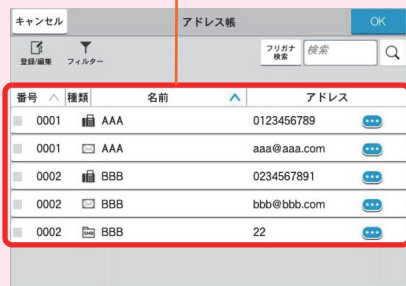 キャンセル アドレス帳 OK
登録/編集 フィルター フリガナ検索 検索
番号 種類 名前 アドレス
0001 AAA 0123456789
0001 AAA aaa@aaa.com
0002 BBB 0234567891
0002 BBB bbb@bbb.com
0002 SMB BBB 22